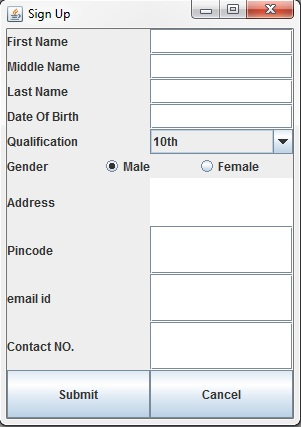 Sign Up
First Name
Middle Name
Last Name
Date Of Birth
Qualification 10th
Gender Male Female
Address
Pincode
email id
Contact NO.
Submit Cancel